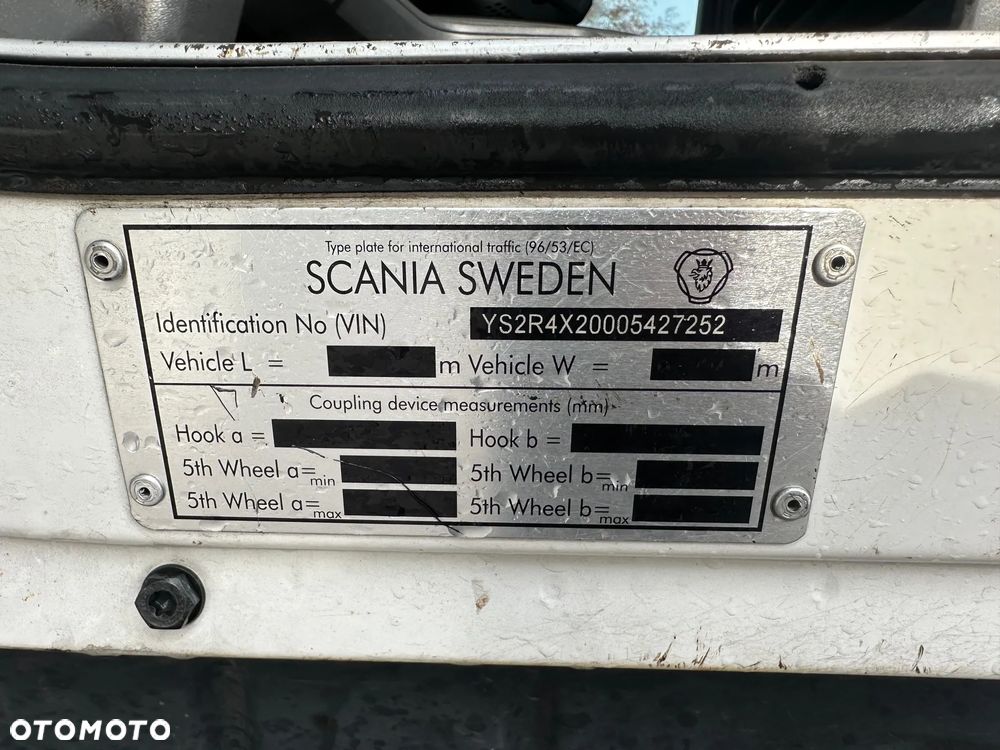 Type plate for international traffic (96/53/EC)
SCANIA SWEDEN
Identification No (VIN) YS2R4X20005427252
Vehicle L = m Vehicle W = m
Coupling device measurements (mm)
Hook a = Hook b =
5th Wheel a= min 5th Wheel b= min
5th Wheel a= max 5th Wheel b= max
OTOMOTO